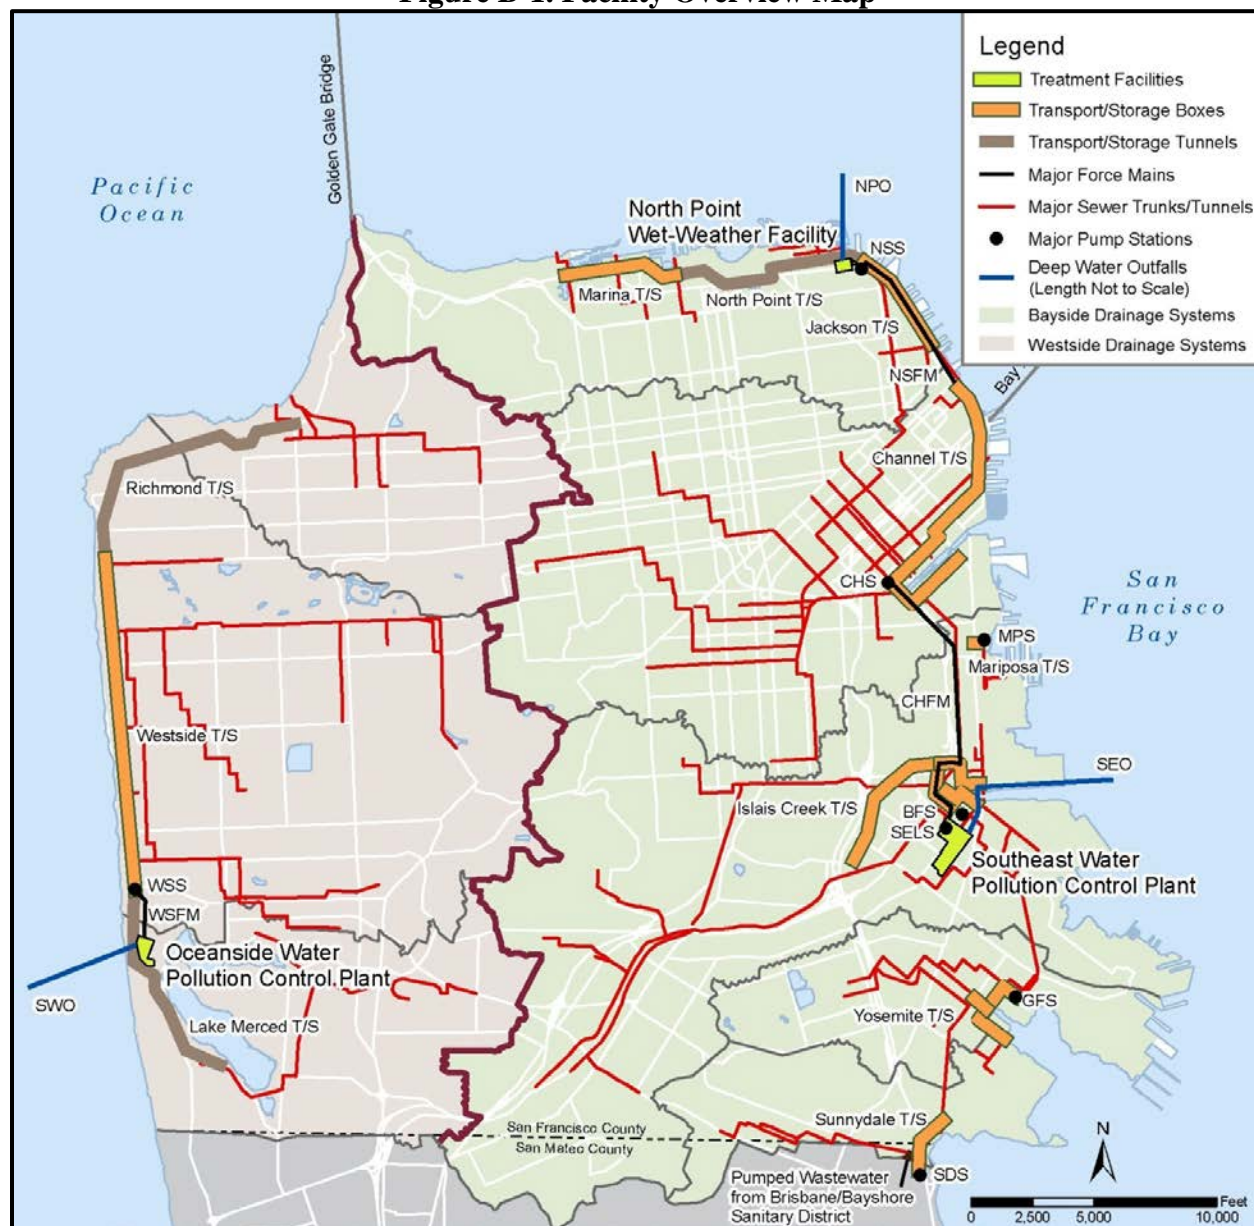 Figure B-1. Facility Overview Map
Legend
Treatment Facilities
Transport/Storage Boxes
Transport/Storage Tunnels
Major Force Mains
Major Sewer Trunks/Tunnels
Major Pump Stations
Deep Water Outfalls
(Length Not to Scale)
Bayside Drainage Systems
Westside Drainage Systems
Golden Gate Bridge
Pacific
Ocean
NPO
North Point
Wet-Weather Facility
NSS
Marina T/S
North Point T/S
Jackson T/S
NSFM
Bay
Channel T/S
Richmond T/S
CHS
San
Francisco
Bay
MPS
Mariposa T/S
CHFM
Westside T/S
SEO
Islais Creek T/S
BFS
SELS
Southeast Water
Pollution Control Plant
WSS
WSFM
Oceanside Water
Pollution Control Plant
SWO
GFS
Yosemite T/S
Lake Merced T/S
Sunnydale T/S
San Francisco County
San Mateo County
SDS
Pumped Wastewater
from Brisbane/Bayshore
Sanitary District
N
Feet
0 2,500 5,000 10,000